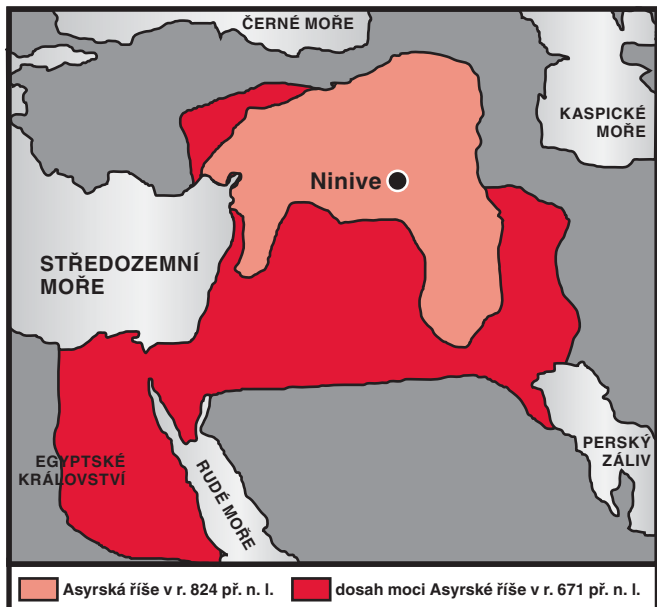 ČERNÉ MOŘE
KASPICKÉ
MOŘE
Ninive
STŘEDOZEMNÍ
MOŘE
EGYPTSKÉ
KRÁLOVSTVÍ
RUDÉ MOŘE
PERSKÝ
ZÁLIV
Asyrská říše v r. 824 př. n. l.
dosah moci Asyrské říše v r. 671 př. n. l.